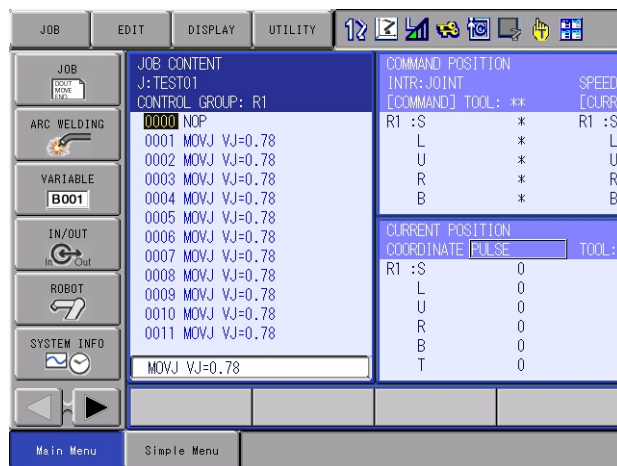 JOB EDIT DISPLAY UTILITY
JOB
DOUT
MOVE
END
ARC WELDING
VARIABLE
B001
IN/OUT
In Out
ROBOT
SYSTEM INFO
JOB CONTENT
J:TEST01
CONTROL GROUP: R1
0000 NOP
0001 MOVJ VJ=0.78
0002 MOVJ VJ=0.78
0003 MOVJ VJ=0.78
0004 MOVJ VJ=0.78
0005 MOVJ VJ=0.78
0006 MOVJ VJ=0.78
0007 MOVJ VJ=0.78
0008 MOVJ VJ=0.78
0009 MOVJ VJ=0.78
0010 MOVJ VJ=0.78
0011 MOVJ VJ=0.78
MOVJ VJ=0.78
COMMAND POSITION
INTR:JOINT SPEED
[COMMAND] TOOL: ** [CURR
R1 :S * R1 :S
L * L
U * U
R * R
B * B
CURRENT POSITION
COORDINATE PULSE TOOL:
R1 :S 0
L 0
U 0
R 0
B 0
T 0
Main Menu Simple Menu